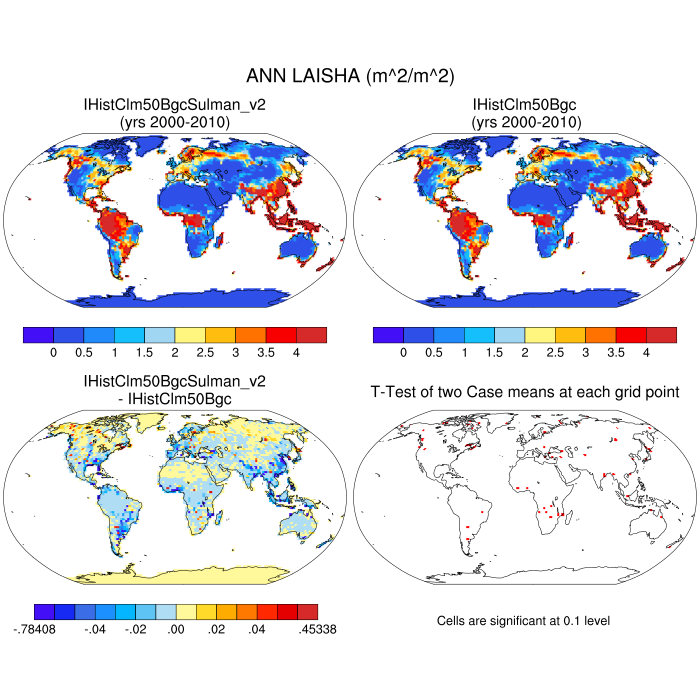 ANN LAISHA (m^2/m^2)
IHistClm50BgcSulman_v2
(yrs 2000-2010)
IHistClm50Bgc
(yrs 2000-2010)
0 0.5 1 1.5 2 2.5 3 3.5 4
0 0.5 1 1.5 2 2.5 3 3.5 4
IHistClm50BgcSulman_v2
- IHistClm50Bgc
T-Test of two Case means at each grid point
-.78408 -.04 -.02 .00 .02 .04 .45338
Cells are significant at 0.1 level